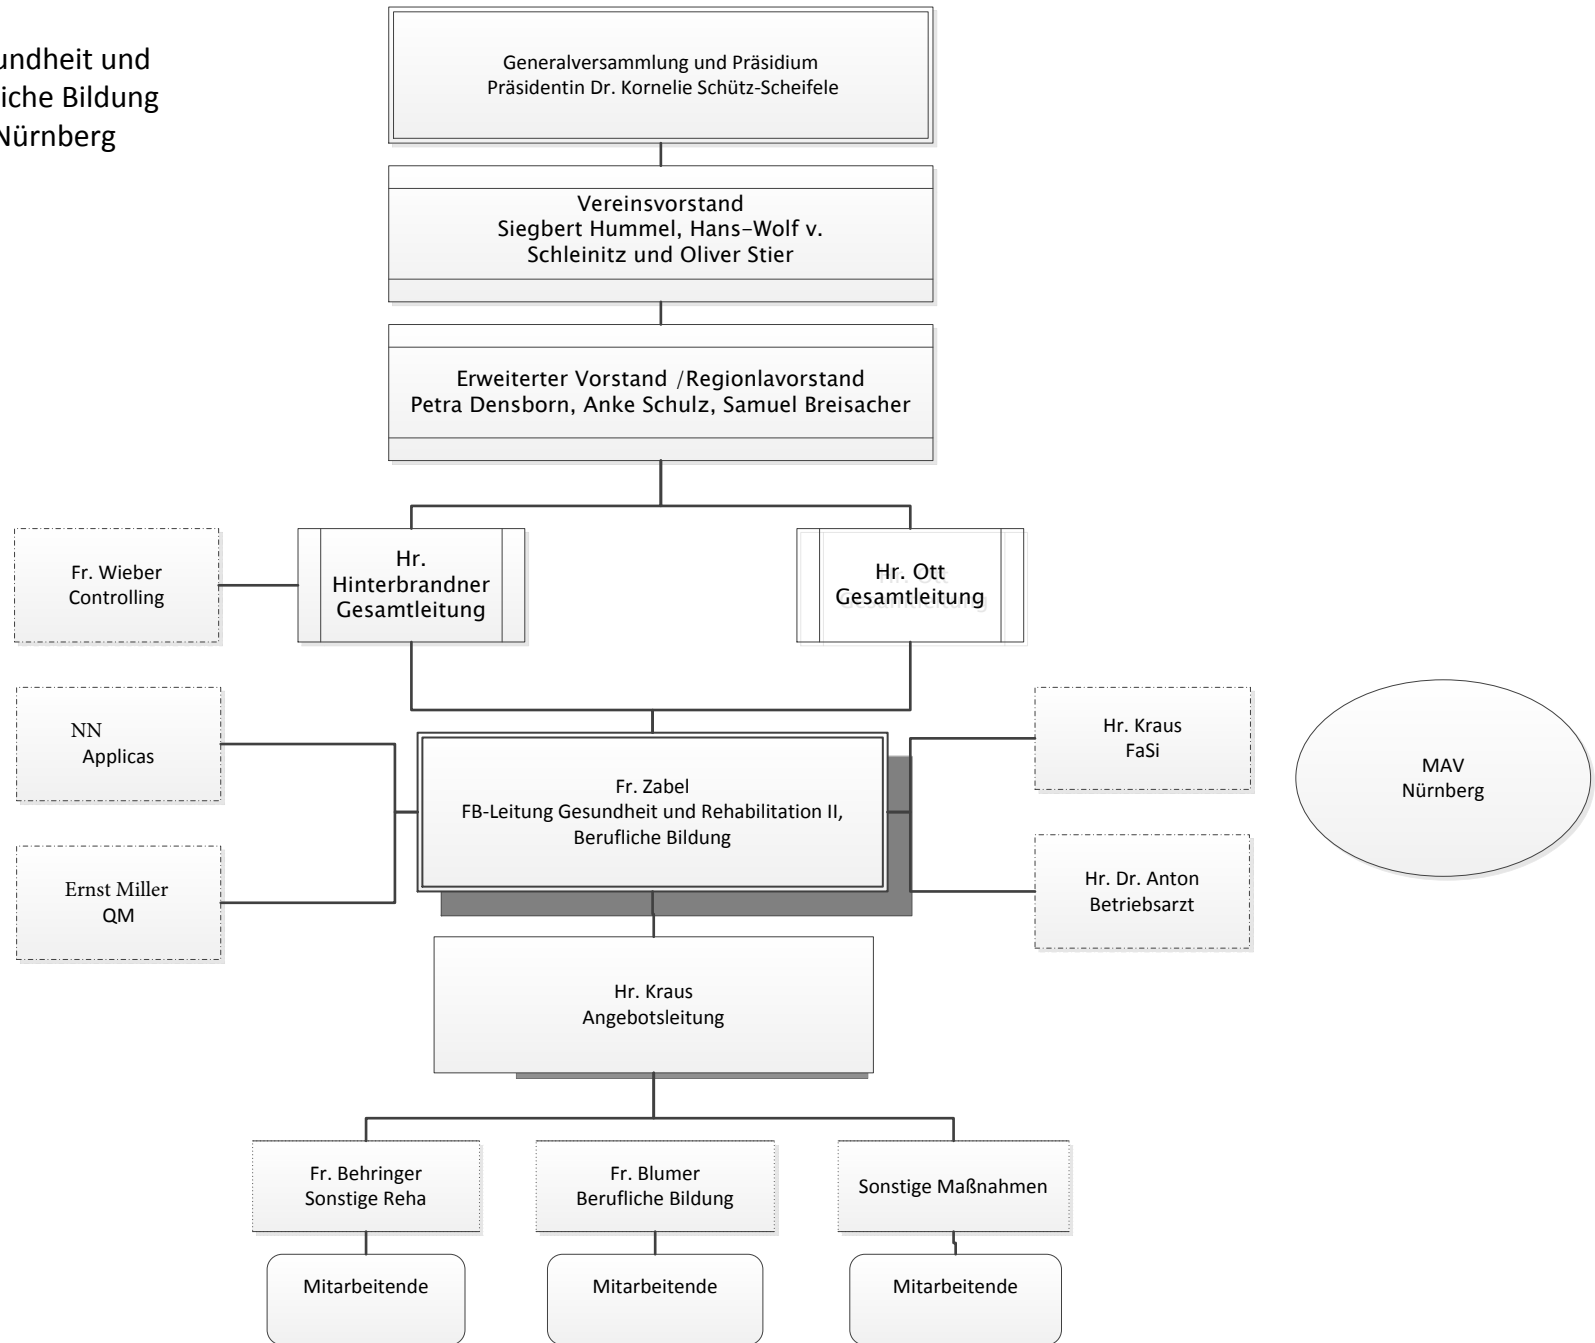 undheit und
liche Bildung
Nürnberg
Generalversammlung und Präsidium
Präsidentin Dr. Kornelie Schütz-Scheifele
Vereinsvorstand
Siegbert Hummel, Hans-Wolf v.
Schleinitz und Oliver Stier
Erweiterter Vorstand /Regionlavorstand
Petra Densborn, Anke Schulz, Samuel Breisacher
Fr. Wieber
Controlling
Hr.
Hinterbrandner
Gesamtleitung
Hr. Ott
Gesamtleitung
NN
Applicas
Ernst Miller
QM
Fr. Zabel
FB-Leitung Gesundheit und Rehabilitation II,
Berufliche Bildung
Hr. Kraus
FaSi
Hr. Dr. Anton
Betriebsarzt
MAV
Nürnberg
Hr. Kraus
Angebotsleitung
Fr. Behringer
Sonstige Reha
Fr. Blumer
Berufliche Bildung
Sonstige Maßnahmen
Mitarbeitende
Mitarbeitende
Mitarbeitende